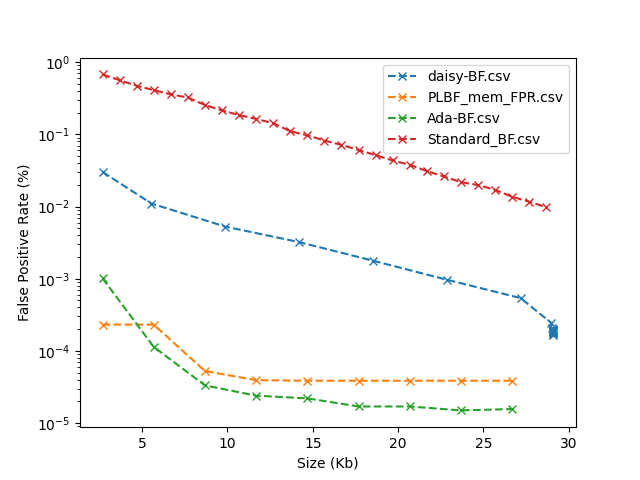 10⁰
10⁻¹
10⁻²
10⁻³
10⁻⁴
10⁻⁵
False Positive Rate (%)
daisy-BF.csv
PLBF_mem_FPR.csv
Ada-BF.csv
Standard_BF.csv
5 10 15 20 25 30
Size (Kb)